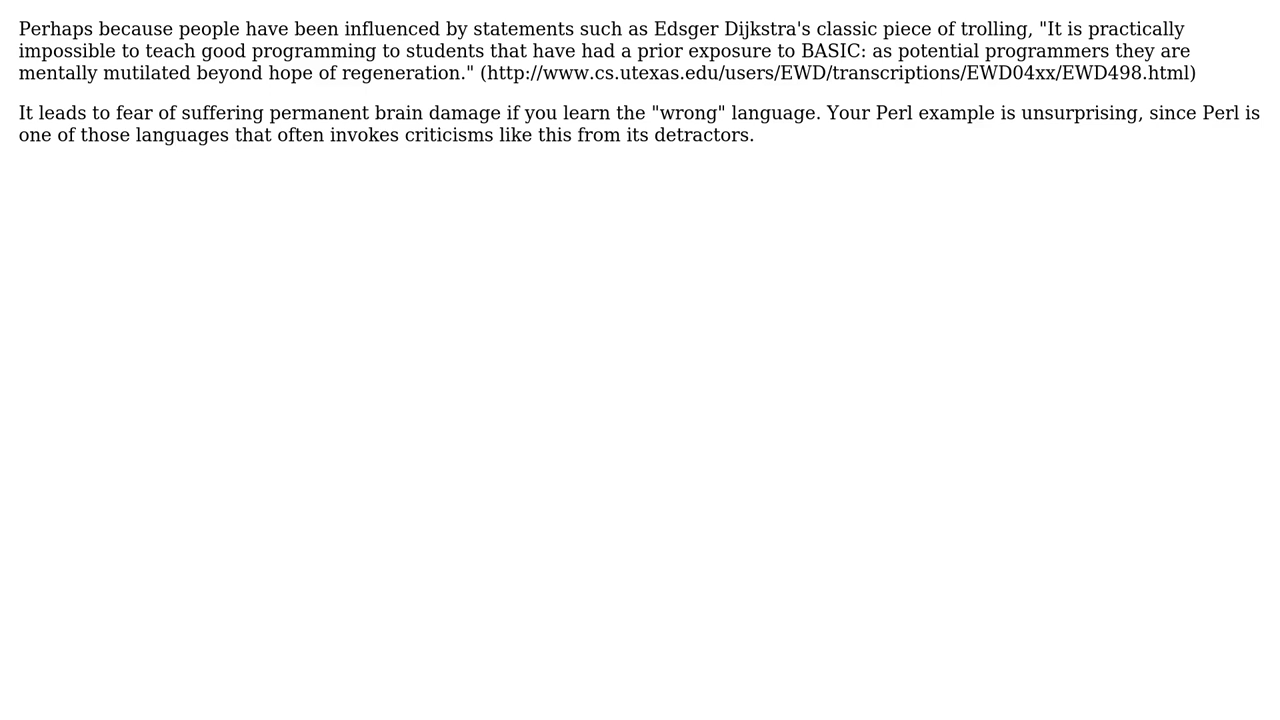 Perhaps because people have been influenced by statements such as Edsger Dijkstra's classic piece of trolling, "It is practically
impossible to teach good programming to students that have had a prior exposure to BASIC: as potential programmers they are
mentally mutilated beyond hope of regeneration." (http://www.cs.utexas.edu/users/EWD/transcriptions/EWD04xx/EWD498.html)
It leads to fear of suffering permanent brain damage if you learn the "wrong" language. Your Perl example is unsurprising, since Perl is
one of those languages that often invokes criticisms like this from its detractors.